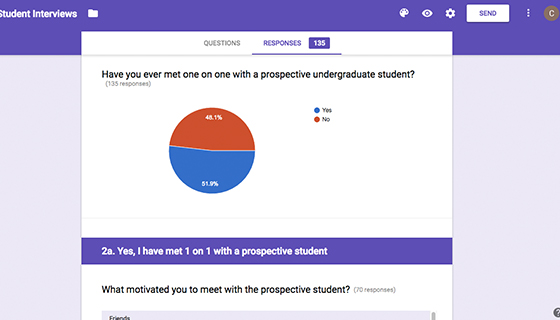 Student Interviews
SEND
C
QUESTIONS
RESPONSES 135
Have you ever met one on one with a prospective undergraduate student?
(135 responses)
Yes
No
48.1%
51.9%
2a. Yes, I have met 1 on 1 with a prospective student
What motivated you to meet with the prospective student? (70 responses)
Friends